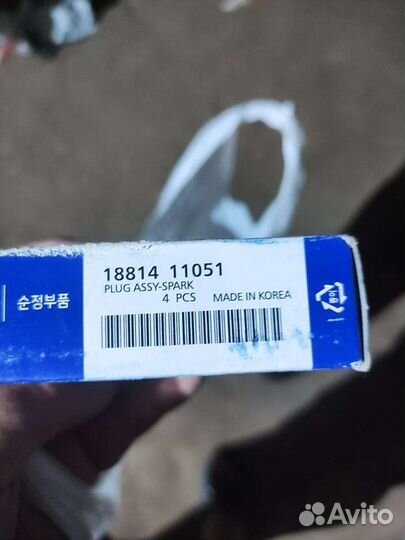 18814 11051
PLUG ASSY-SPARK
4 PCS MADE IN KOREA
순정부품
Avito